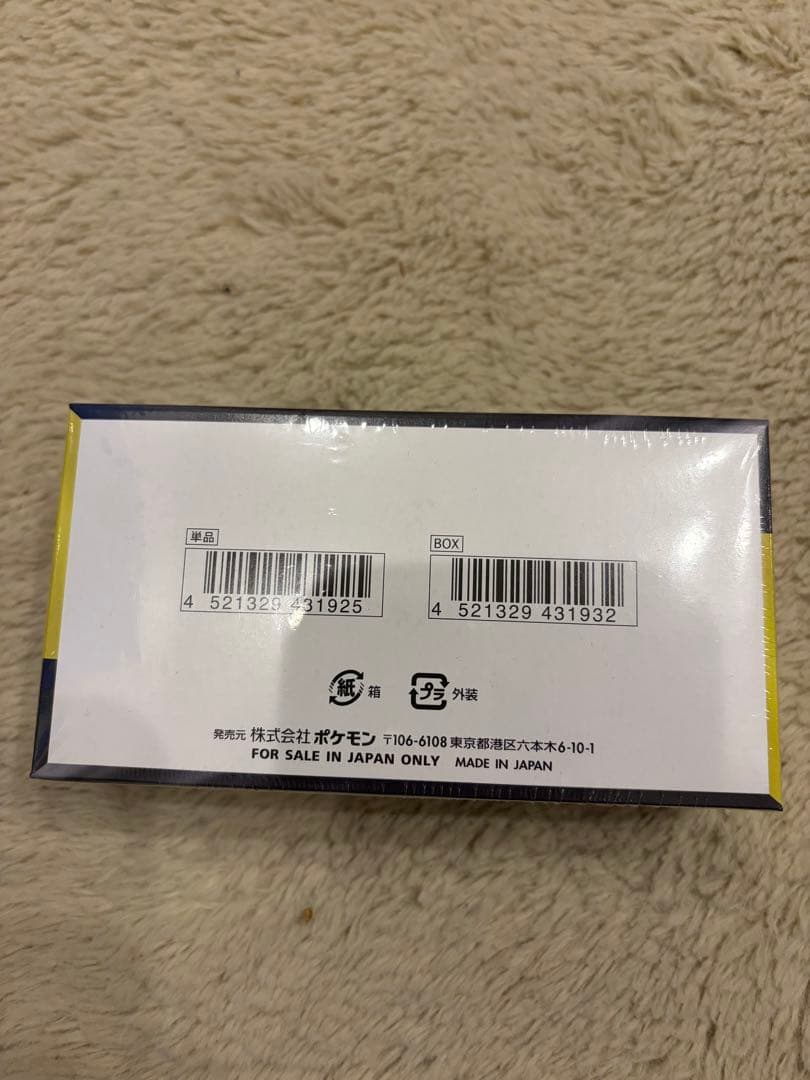 単品
BOX
4 521329 431925
4 521329 431932
紙 箱
プラ 外装
発売元 株式会社 ポケモン 〒106-6108 東京都港区六本木6-10-1
FOR SALE IN JAPAN ONLY MADE IN JAPAN